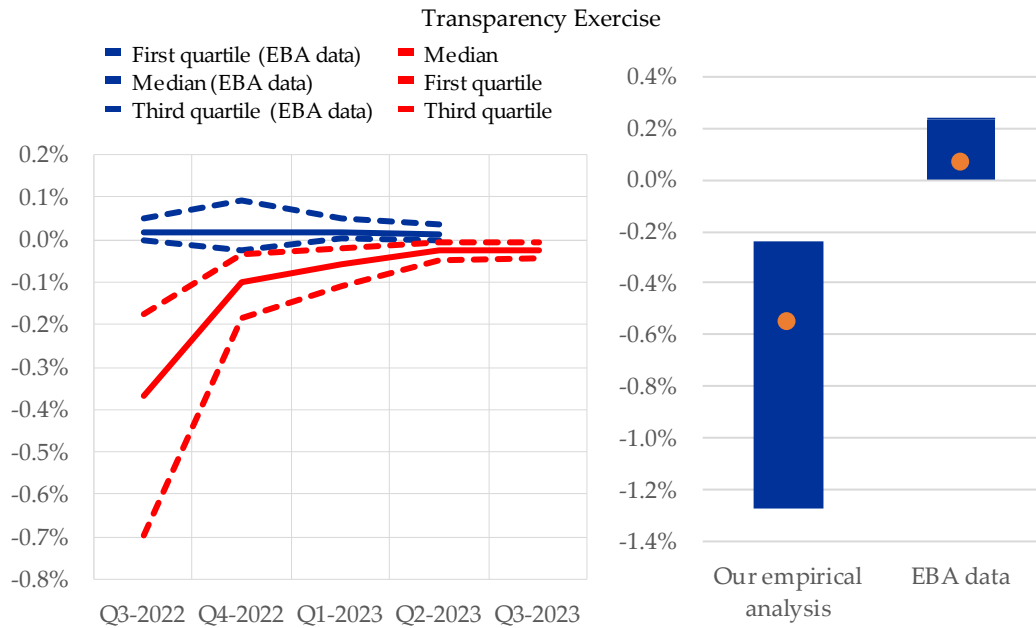 Transparency Exercise
First quartile (EBA data)
Median (EBA data)
Third quartile (EBA data)
Median
First quartile
Third quartile
0.2%
0.1%
0.0%
-0.1%
-0.2%
-0.3%
-0.4%
-0.5%
-0.6%
-0.7%
-0.8%
Q3-2022 Q4-2022 Q1-2023 Q2-2023 Q3-2023
0.4%
0.2%
0.0%
-0.2%
-0.4%
-0.6%
-0.8%
-1.0%
-1.2%
-1.4%
Our empirical
analysis
EBA data